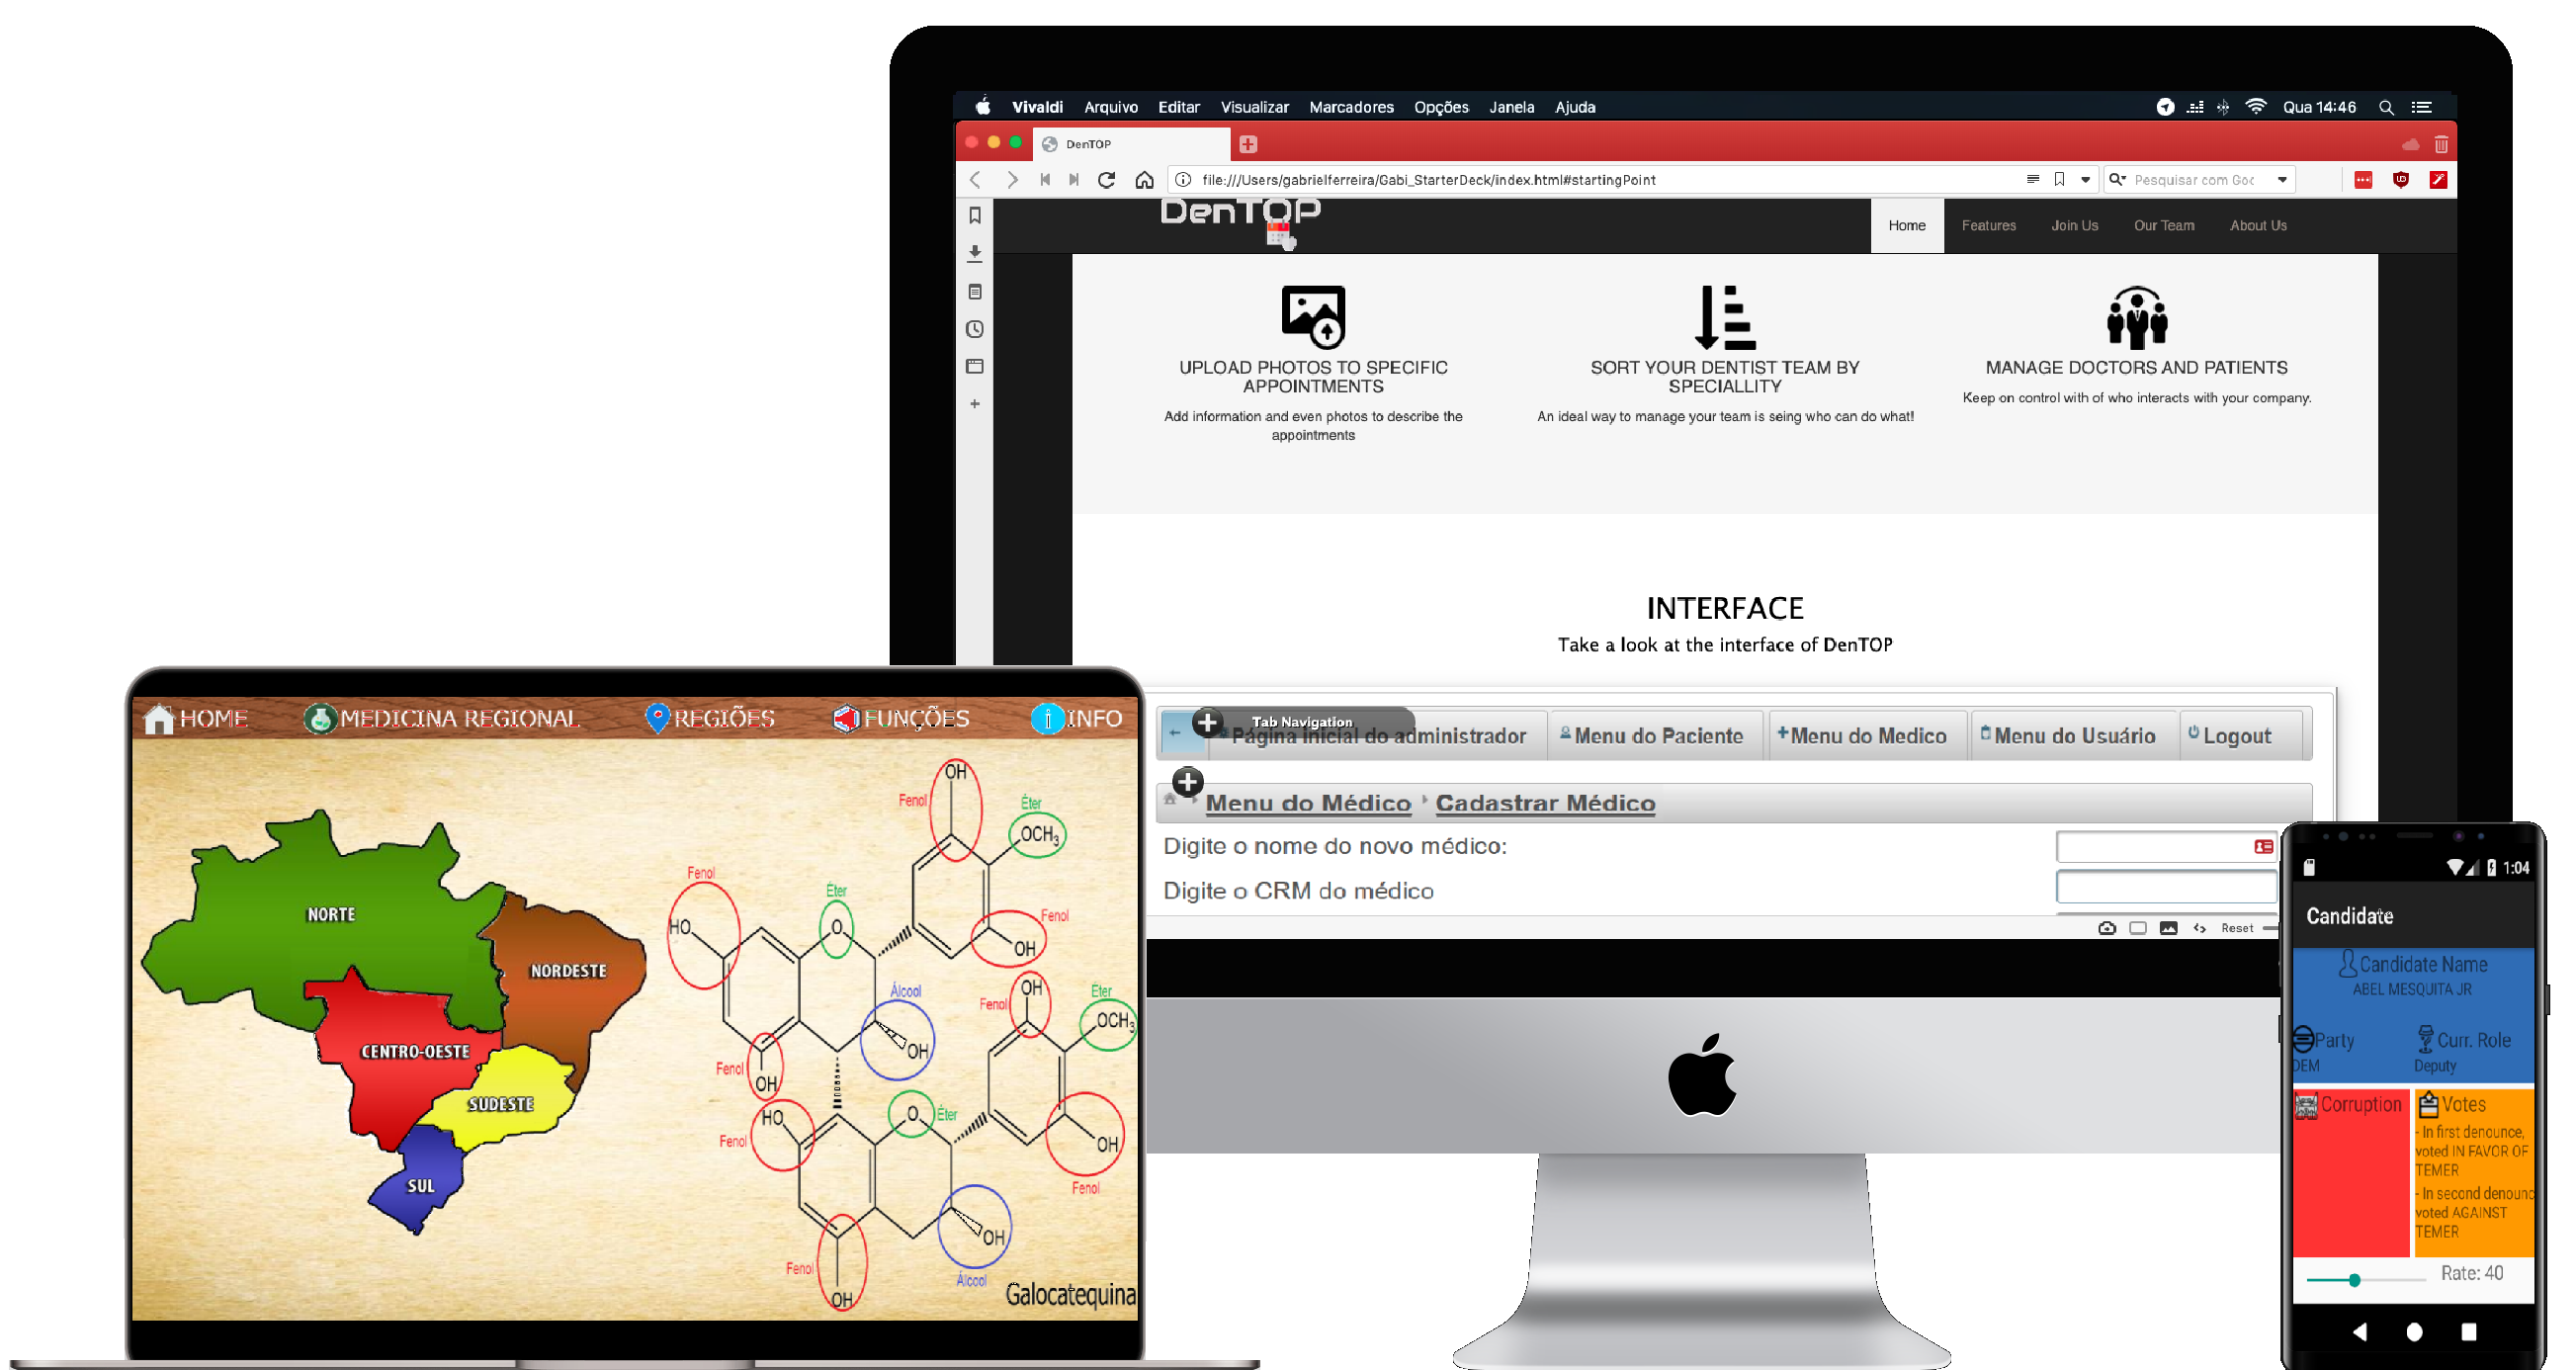 Vivaldi Arquivo Editar Visualizar Marcadores Opções Janela Ajuda
Qua 14:46
DenTOP
file:///Users/gabrielferreira/Gabi_StarterDeck/index.html#startingPoint
Pesquisar com Goo
DenTOP
Home Features Join Us Our Team About Us
UPLOAD PHOTOS TO SPECIFIC
APPOINTMENTS
Add information and even photos to describe the
appointments
SORT YOUR DENTIST TEAM BY
SPECIALLITY
An ideal way to manage your team is seing who can do what!
MANAGE DOCTORS AND PATIENTS
Keep on control with of who interacts with your company.
INTERFACE
Take a look at the interface of DenTOP
Tab Navigation
Página inicial do administrador Menu do Paciente Menu do Medico Menu do Usuário Logout
Menu do Médico Cadastrar Médico
Digite o nome do novo médico:
Digite o CRM do médico
Reset
HOME MEDICINA REGIONAL REGIÕES FUNÇÕES INFO
NORTE
NORDESTE
CENTRO-OESTE
SUDESTE
SUL
OH
Fenol
Éter
OCH3
Fenol
Éter
HO
O
Fenol
OH
Álcool
OH
Fenol
OH
Éter
OCH3
Fenol
OH
HO
Fenol
O
Éter
OH
Fenol
OH
Álcool
Fenol
OH
Galocatequina
1:04
Candidate
Candidate Name
ABEL MESQUITA JR
Party
DEM
Curr. Role
Deputy
Corruption
Votes
- In first denounce,
voted IN FAVOR OF
TEMER
- In second denounc
voted AGAINST
TEMER
Rate: 40